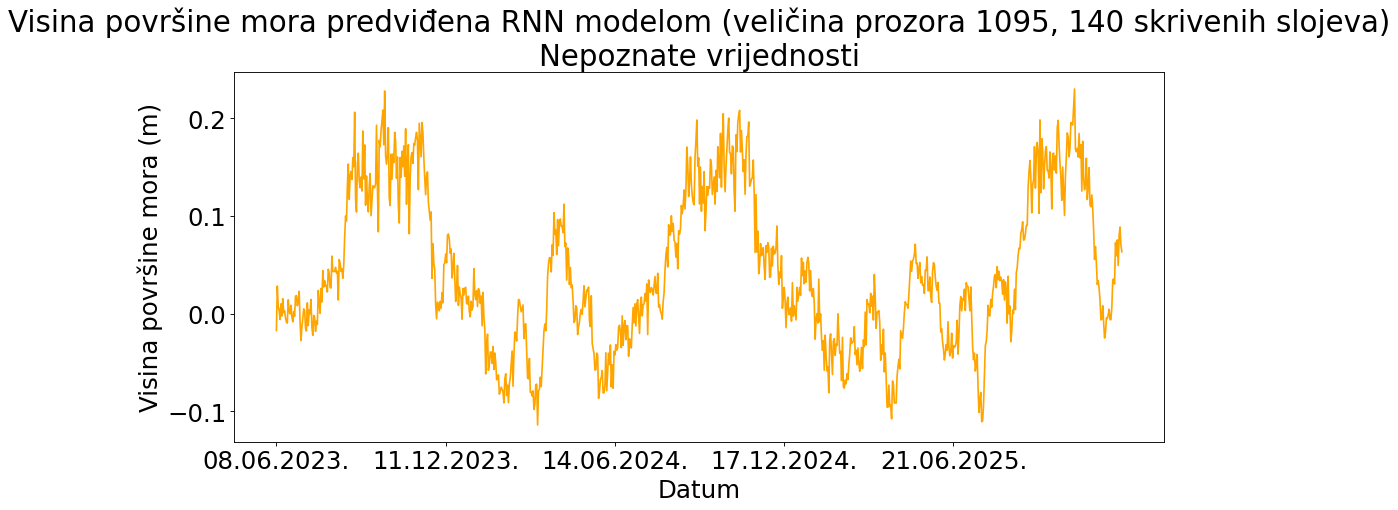 Visina površine mora predviđena RNN modelom (veličina prozora 1095, 140 skrivenih slojeva)
Nepoznate vrijednosti
Visina površine mora (m)
0.2
0.1
0.0
−0.1
08.06.2023. 11.12.2023. 14.06.2024. 17.12.2024. 21.06.2025.
Datum